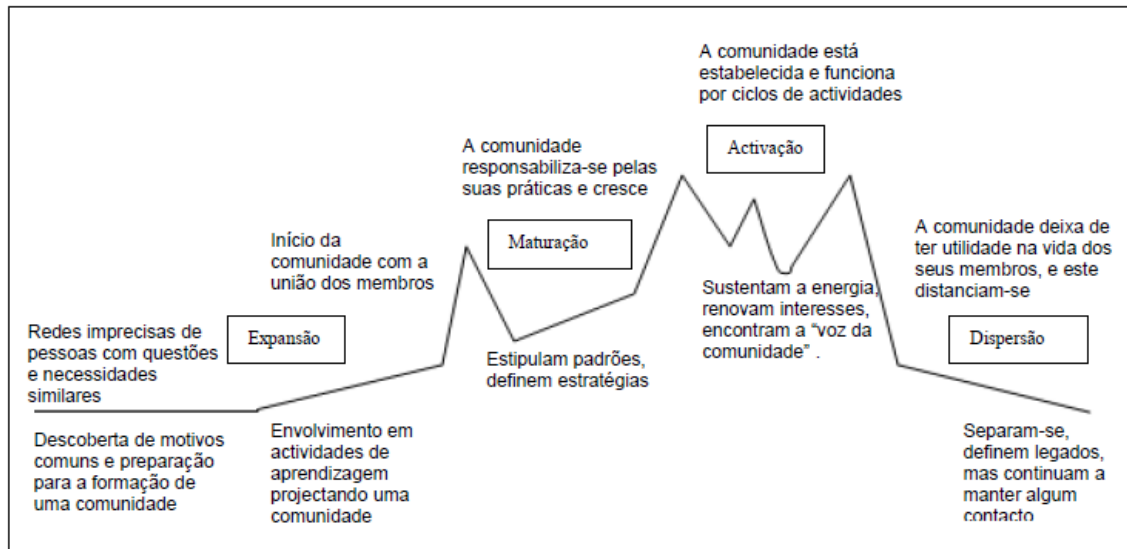 Redes imprecisas de
pessoas com questões
e necessidades
similares
Descoberta de motivos
comuns e preparação
para a formação de
uma comunidade
Expansão
Início da
comunidade com a
união dos membros
Envolvimento em
actividades de
aprendizagem
projectando uma
comunidade
A comunidade
responsabiliza-se pelas
suas práticas e cresce
Maturação
Estipulam padrões,
definem estratégias
A comunidade está
estabelecida e funciona
por ciclos de actividades
Activação
Sustentam a energia,
renovam interesses,
encontram a “voz da
comunidade” .
A comunidade deixa de
ter utilidade na vida dos
seus membros, e este
distanciam-se
Dispersão
Separam-se,
definem legados,
mas continuam a
manter algum
contacto